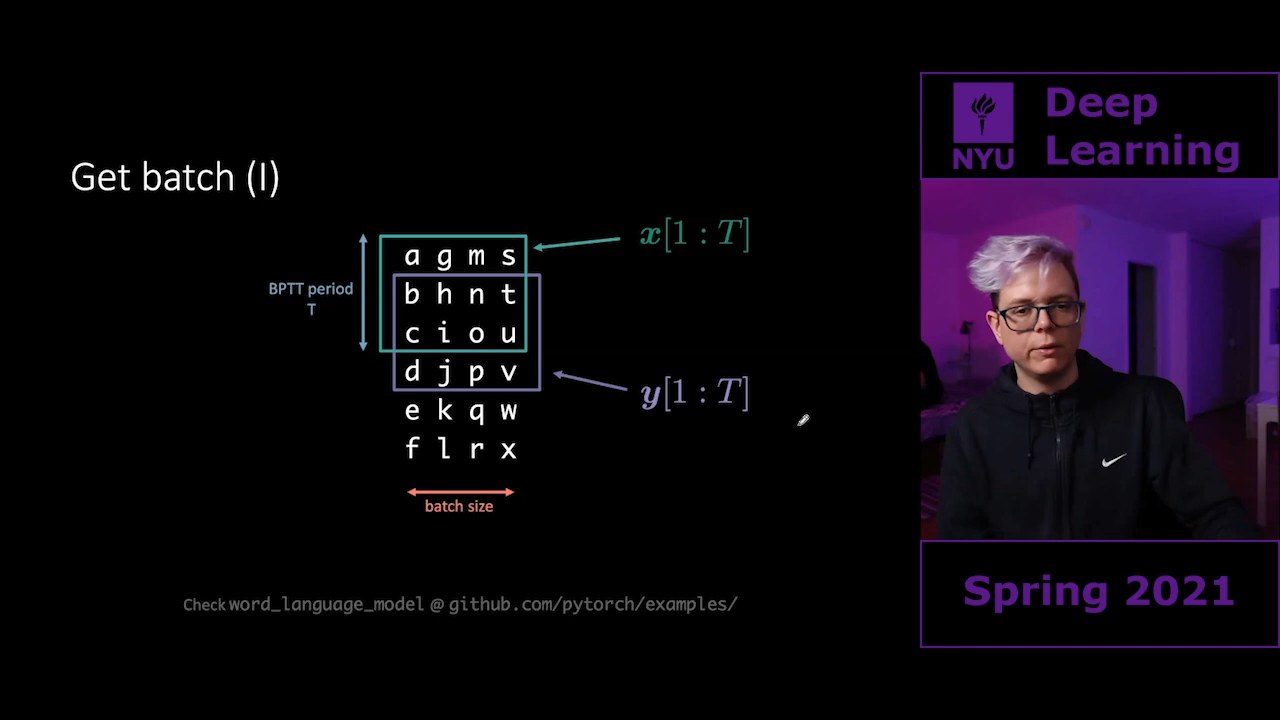 Get batch (I)
BPTT period
T
a g m s
b h n t
c i o u
d j p v
e k q w
f l r x
x[1 : T]
y[1 : T]
batch size
Check word_language_model @ github.com/pytorch/examples/
NYU
Deep
Learning
Spring 2021